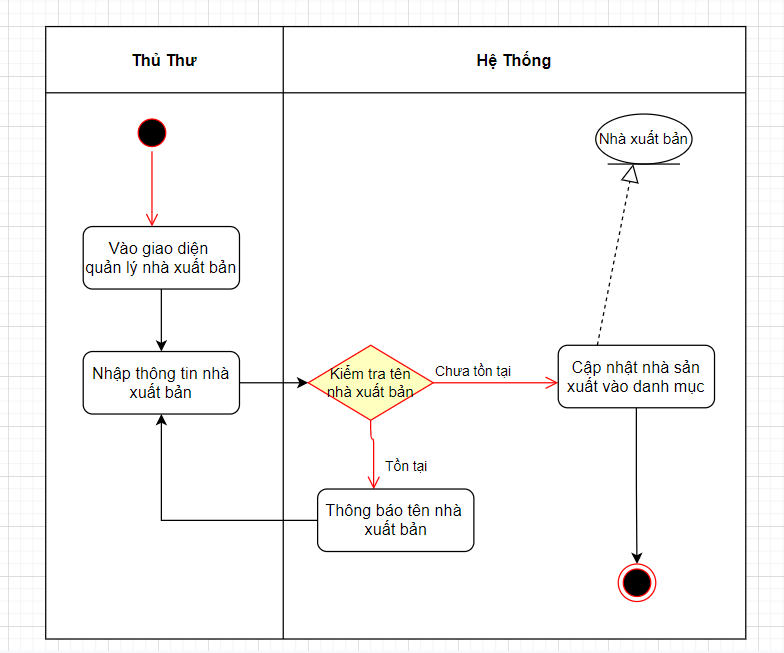 Thủ Thư
Hệ Thống
Nhà xuất bản
Vào giao diện
quản lý nhà xuất bản
Nhập thông tin nhà
xuất bản
Kiểm tra tên
nhà xuất bản
Chưa tồn tại
Cập nhật nhà sản
xuất vào danh mục
Tồn tại
Thông báo tên nhà
xuất bản